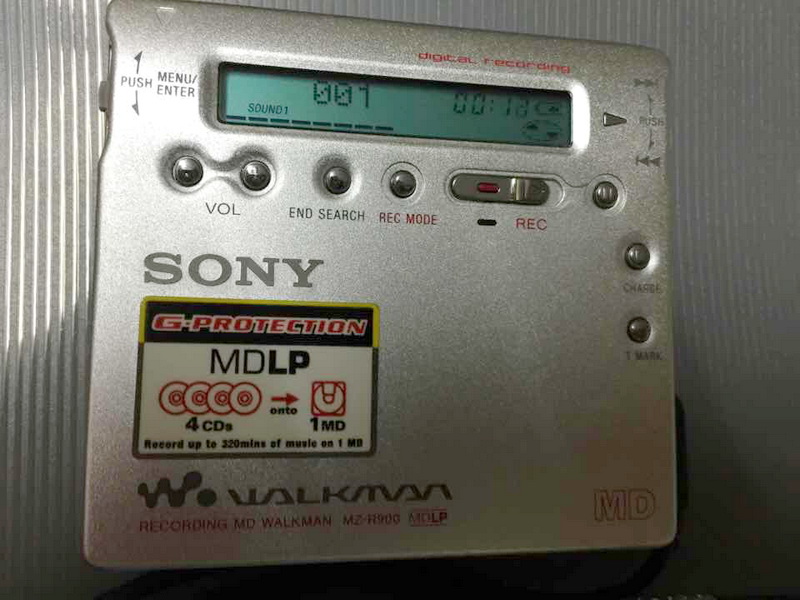 digital recording
PUSH MENU/
ENTER
001
00:12
SOUND1
PUSH
VOL
END SEARCH
REC MODE
REC
SONY
CHARGE
T MARK
G-PROTECTION
MDLP
onto
4 CDs
1 MD
Record up to 320mins of music on 1 MD
WALKMAN
RECORDING MD WALKMAN MZ-R900 MDLP
MD